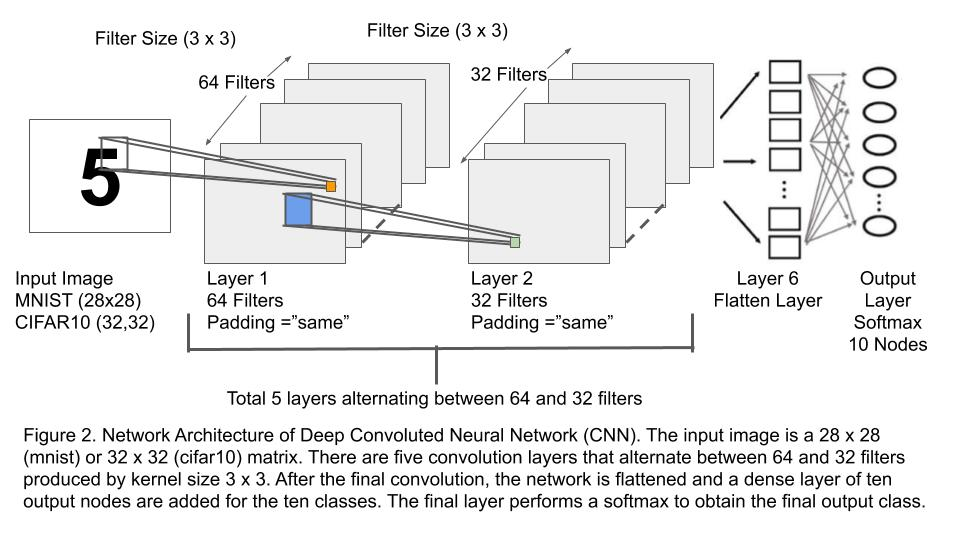 Filter Size (3 x 3)
Filter Size (3 x 3)
64 Filters
32 Filters
5
Input Image
MNIST (28x28)
CIFAR10 (32,32)
Layer 1
64 Filters
Padding =”same”
Layer 2
32 Filters
Padding =”same”
Layer 6
Flatten Layer
Output
Layer
Softmax
10 Nodes
Total 5 layers alternating between 64 and 32 filters
Figure 2. Network Architecture of Deep Convoluted Neural Network (CNN). The input image is a 28 x 28
(mnist) or 32 x 32 (cifar10) matrix. There are five convolution layers that alternate between 64 and 32 filters
produced by kernel size 3 x 3. After the final convolution, the network is flattened and a dense layer of ten
output nodes are added for the ten classes. The final layer performs a softmax to obtain the final output class.